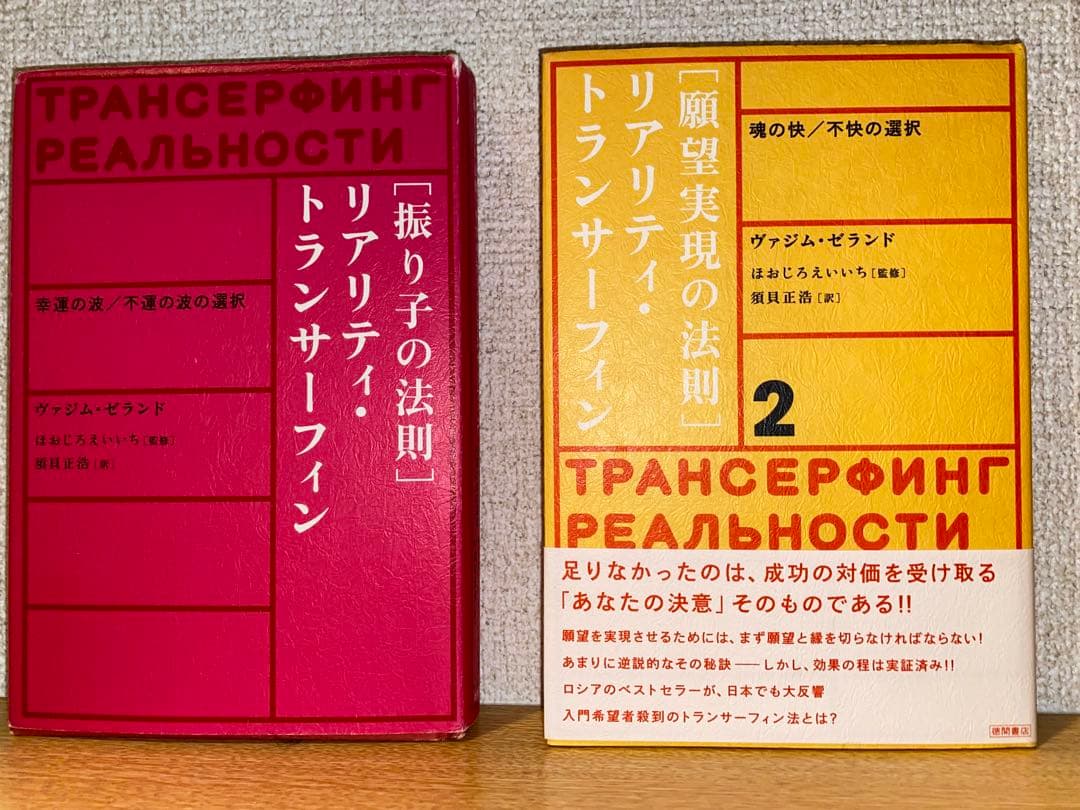 ТРАНСЕРФИНГ
РЕАЛЬНОСТИ
[振り子の法則]
リアリティ・
トランサーフィン
幸運の波／不運の波の選択
ヴァジム・ゼランド
ほおじろえいいち[監修]
須貝正浩[訳]
[願望実現の法則]
リアリティ・
トランサーフィン
魂の快／不快の選択
ヴァジム・ゼランド
ほおじろえいいち[監修]
須貝正浩[訳]
2
ТРАНСЕРФИНГ
РЕАЛЬНОСТИ
足りなかったのは、成功の対価を受け取る
「あなたの決意」そのものである!!
願望を実現させるためには、まず願望と縁を切らなければならない!
あまりに逆説的なその秘訣――しかし、効果の程は実証済み!!
ロシアのベストセラーが、日本でも大反響
入門希望者殺到のトランサーフィン法とは?
徳間書店